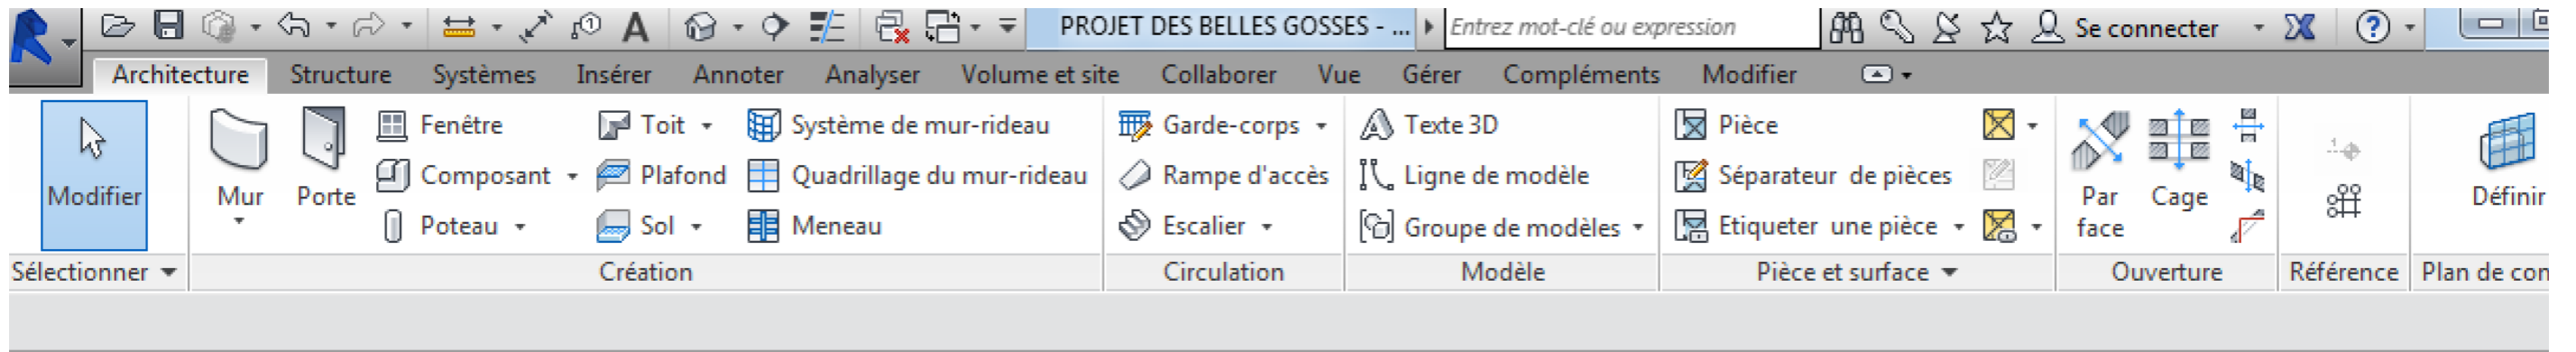 PROJET DES BELLES GOSSES - ... Entrez mot-clé ou expression Se connecter
Architecture Structure Systèmes Insérer Annoter Analyser Volume et site Collaborer Vue Gérer Compléments Modifier
Fenêtre Toit Système de mur-rideau Garde-corps Texte 3D Pièce
Composant Plafond Quadrillage du mur-rideau Rampe d'accès Ligne de modèle Séparateur de pièces
Modifier Mur Porte Par face Cage Définir
Poteau Sol Meneau Escalier Groupe de modèles Etiqueter une pièce
Sélectionner Création Circulation Modèle Pièce et surface Ouverture Référence Plan de con